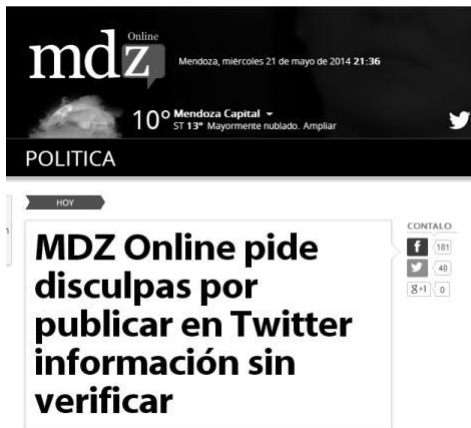 Online
mdz
Mendoza, miércoles 21 de mayo de 2014 21:36
10° Mendoza Capital
ST 13° Mayormente nublado. Ampliar
POLITICA
HOY
CONTALO
MDZ Online pide
disculpas por
publicar en Twitter
información sin
verificar
f 181
40
g+1 0